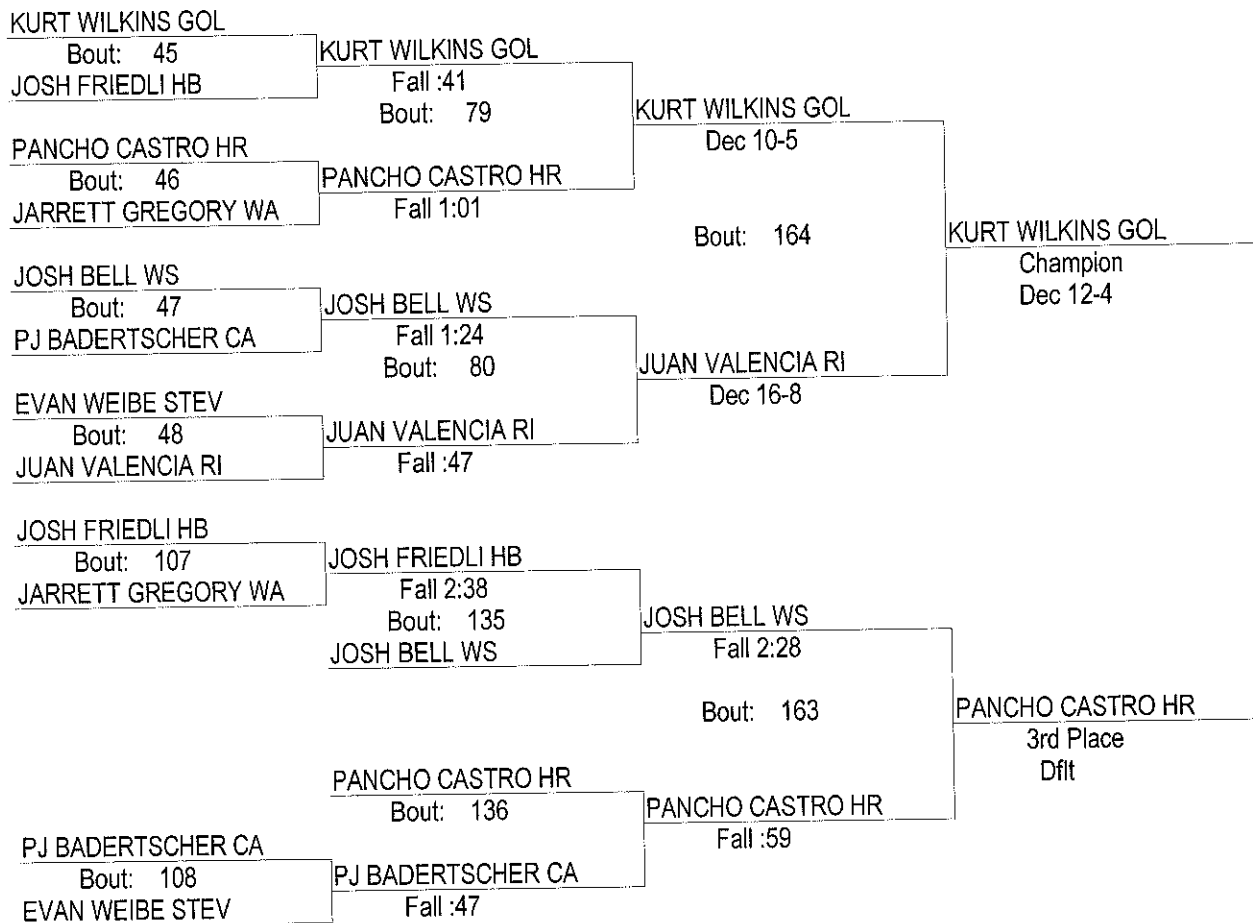 KURT WILKINS GOL
Bout: 45
JOSH FRIEDLI HB
KURT WILKINS GOL
Fall :41
Bout: 79
PANCHO CASTRO HR
Bout: 46
JARRETT GREGORY WA
PANCHO CASTRO HR
Fall 1:01
KURT WILKINS GOL
Dec 10-5
Bout: 164
KURT WILKINS GOL
Champion
Dec 12-4
JOSH BELL WS
Bout: 47
PJ BADERTSCHER CA
JOSH BELL WS
Fall 1:24
Bout: 80
EVAN WEIBE STEV
Bout: 48
JUAN VALENCIA RI
JUAN VALENCIA RI
Fall :47
JUAN VALENCIA RI
Dec 16-8
JOSH FRIEDLI HB
Bout: 107
JARRETT GREGORY WA
JOSH FRIEDLI HB
Fall 2:38
Bout: 135
JOSH BELL WS
JOSH BELL WS
Fall 2:28
Bout: 163
PANCHO CASTRO HR
3rd Place
Dflt
PANCHO CASTRO HR
Bout: 136
PANCHO CASTRO HR
Fall :59
PJ BADERTSCHER CA
Bout: 108
EVAN WEIBE STEV
PJ BADERTSCHER CA
Fall :47